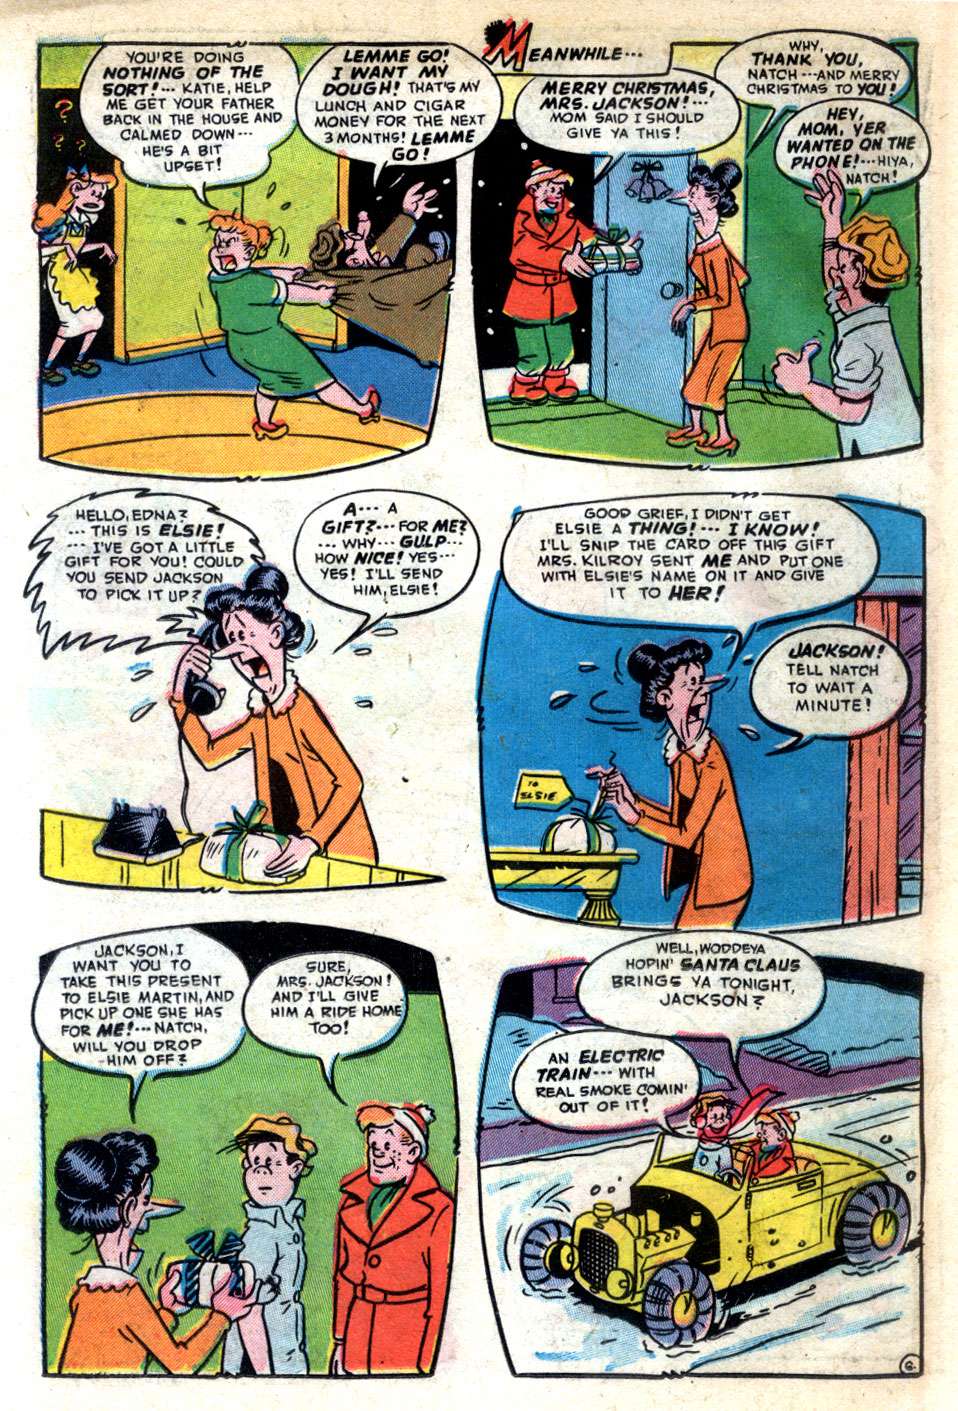 YOU'RE DOING
NOTHING OF THE
SORT!... KATIE, HELP
ME GET YOUR FATHER
BACK IN THE HOUSE AND
CALMED DOWN---
HE'S A BIT
UPSET!
LEMME GO!
I WANT MY
DOUGH! THAT'S MY
LUNCH AND CIGAR
MONEY FOR THE NEXT
3 MONTHS! LEMME
GO!
?
?
? ?
MEANWHILE...
MERRY CHRISTMAS,
MRS. JACKSON!...
MOM SAID I SHOULD
GIVE YA THIS!
WHY,
THANK YOU,
NATCH---AND MERRY
CHRISTMAS TO YOU!
HEY,
MOM, YER
WANTED ON THE
PHONE!---HIYA,
NATCH!
HELLO, EDNA?
--- THIS IS ELSIE!
--- I'VE GOT A LITTLE
GIFT FOR YOU! COULD
YOU SEND JACKSON
TO PICK IT UP?
A--- A
GIFT?---FOR ME?
--- WHY--- GULP---
HOW NICE! YES---
YES! I'LL SEND
HIM, ELSIE!
GOOD GRIEF, I DIDN'T GET
ELSIE A THING!--- I KNOW!
I'LL SNIP THE CARD OFF THIS GIFT
MRS. KILROY SENT ME AND PUT ONE
WITH ELSIE'S NAME ON IT AND GIVE
IT TO HER!
JACKSON!
TELL NATCH
TO WAIT A
MINUTE!
TO
ELSIE
JACKSON, I
WANT YOU TO
TAKE THIS PRESENT
TO ELSIE MARTIN, AND
PICK UP ONE SHE HAS
FOR ME!--- NATCH,
WILL YOU DROP
HIM OFF?
SURE,
MRS. JACKSON!
AND I'LL GIVE
HIM A RIDE HOME
TOO!
WELL, WODDEYA
HOPIN' SANTA CLAUS
BRINGS YA TONIGHT,
JACKSON?
AN ELECTRIC
TRAIN--- WITH
REAL SMOKE COMIN'
OUT OF IT!
6.